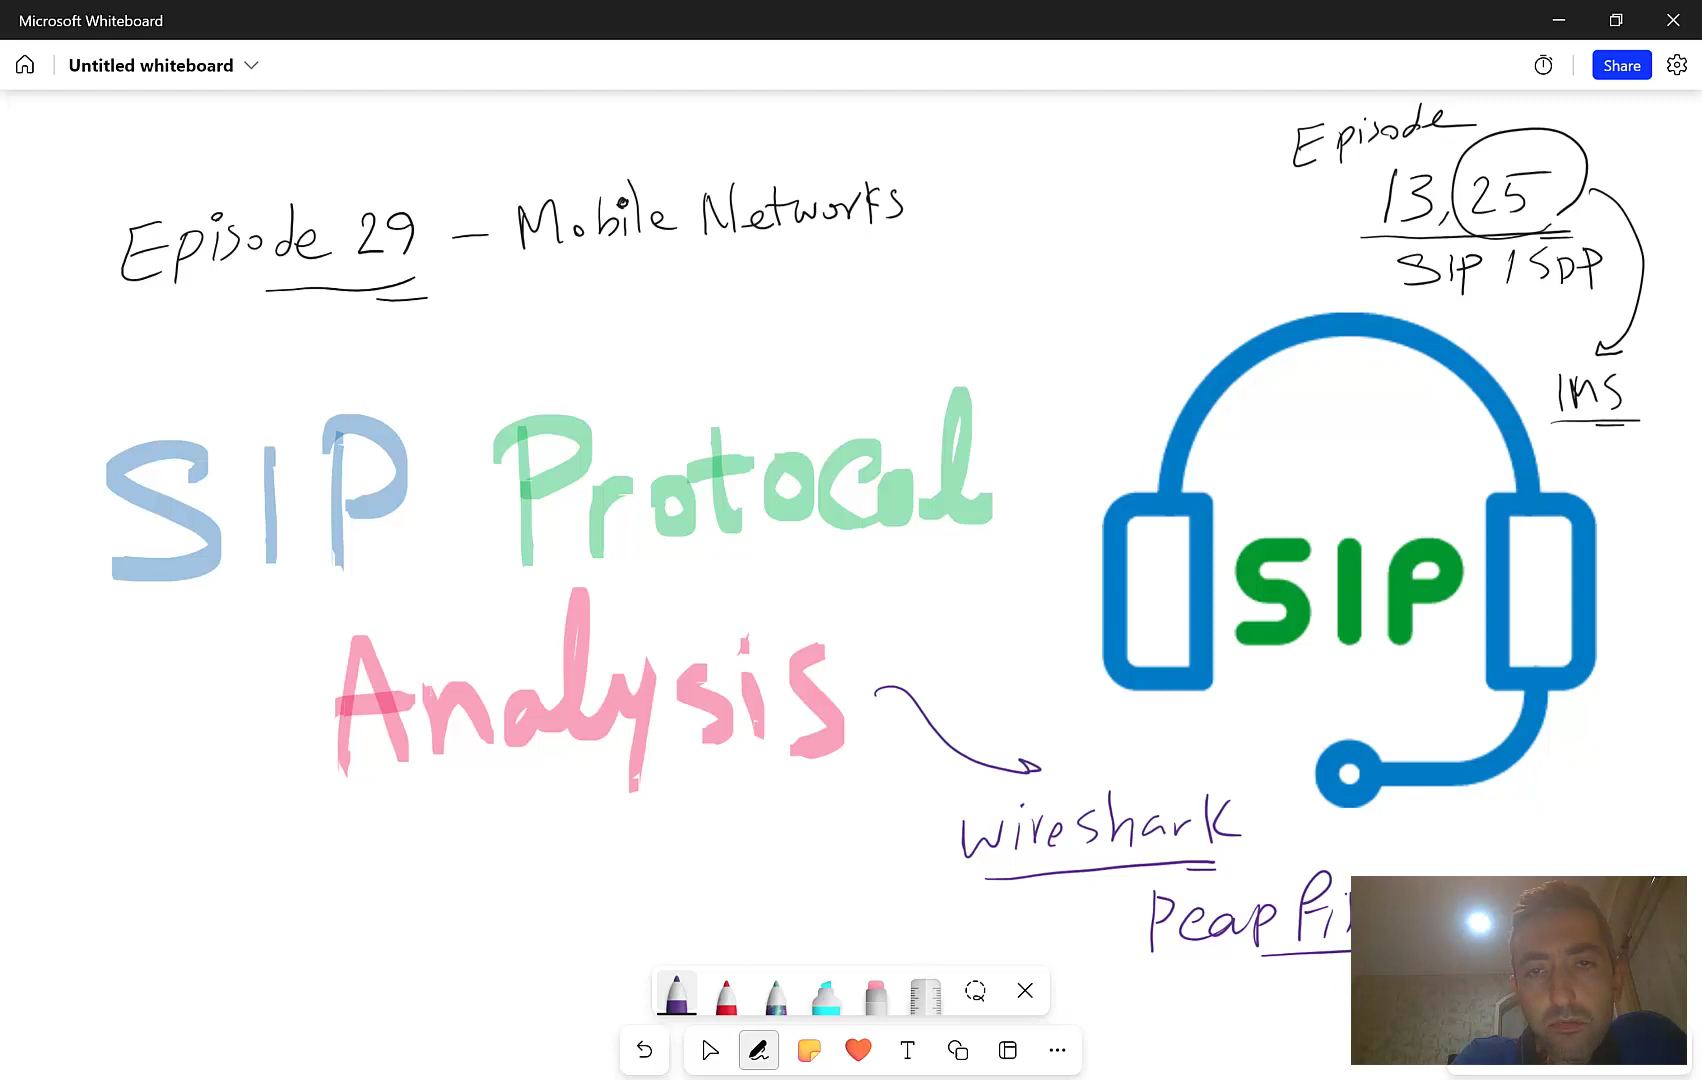 Microsoft Whiteboard
Untitled whiteboard
Share
Episode
13, 25
SIP / SDP
IMS
Episode 29 - Mobile Networks
SIP Protocol
Analysis
SIP
wireshark
Pcap